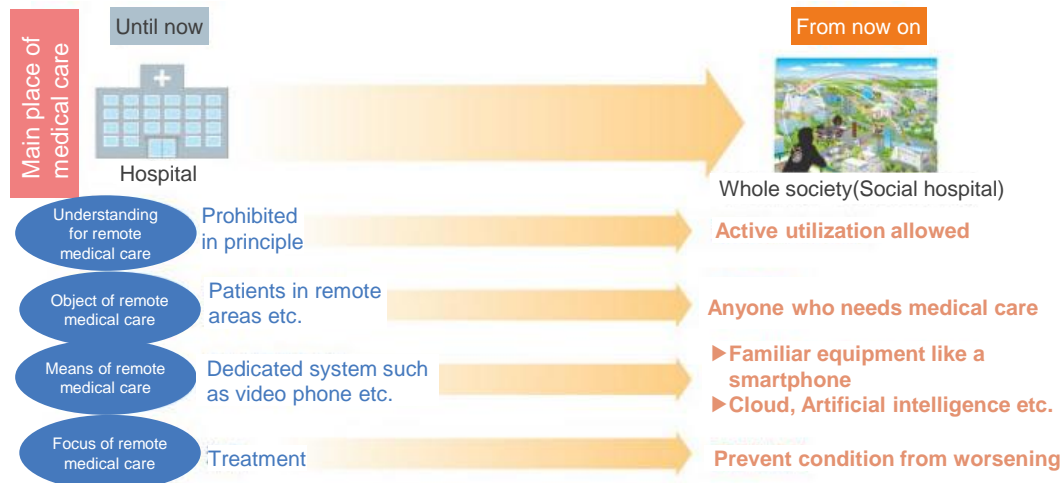 Main place of
medical care
Until now
From now on
Hospital
Whole society(Social hospital)
Understanding
for remote
medical care
Prohibited
in principle
Active utilization allowed
Object of remote
medical care
Patients in remote
areas etc.
Anyone who needs medical care
Means of remote
medical care
Dedicated system such
as video phone etc.
▶Familiar equipment like a
smartphone
▶Cloud, Artificial intelligence etc.
Focus of remote
medical care
Treatment
Prevent condition from worsening